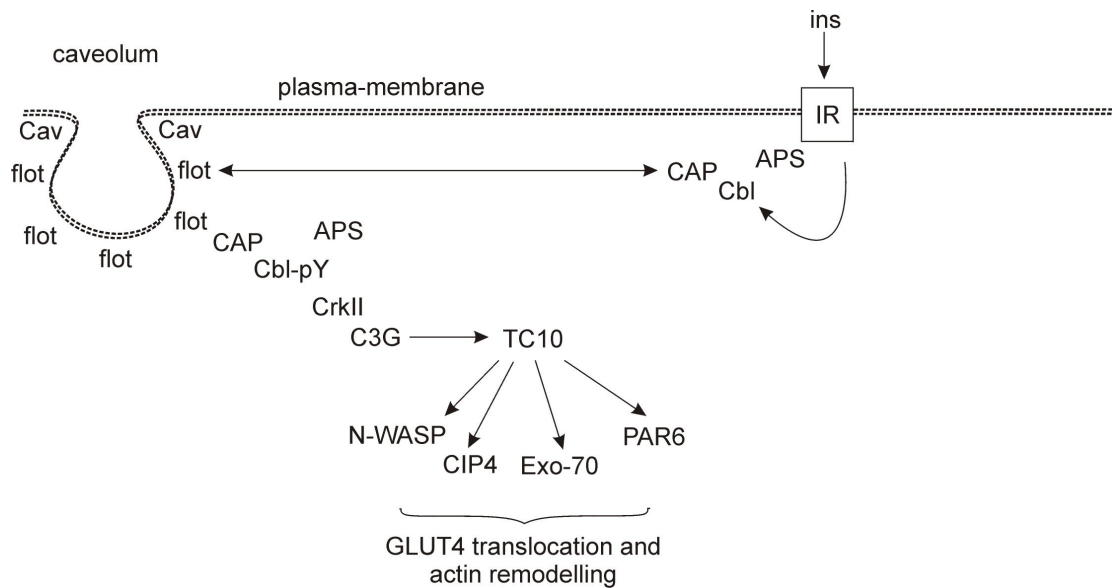 ins
caveolum
plasma-membrane
IR
Cav
Cav
flot
flot
CAP
APS
Cbl
flot
flot
flot
CAP
APS
Cbl-pY
CrkII
C3G
TC10
N-WASP
PAR6
CIP4
Exo-70
GLUT4 translocation and
actin remodelling